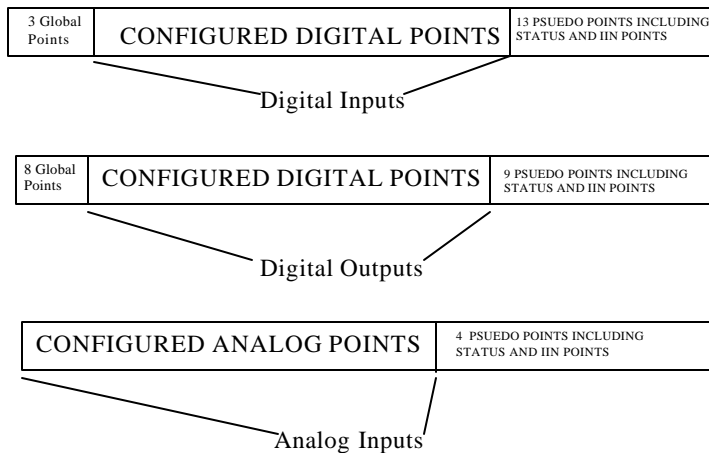 3 Global
Points
CONFIGURED DIGITAL POINTS
13 PSUEDO POINTS INCLUDING
STATUS AND IIN POINTS
Digital Inputs
8 Global
Points
CONFIGURED DIGITAL POINTS
9 PSUEDO POINTS INCLUDING
STATUS AND IIN POINTS
Digital Outputs
CONFIGURED ANALOG POINTS
4 PSUEDO POINTS INCLUDING
STATUS AND IIN POINTS
Analog Inputs